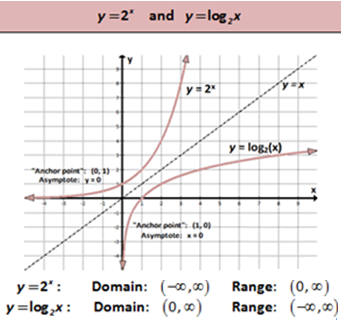 y = 2ˣ and y = log₂x
y
y = 2ˣ
y = x
y = log₂(x)
"Anchor point": (0, 1)
Asymptote: y = 0
x
"Anchor point": (1, 0)
Asymptote: x = 0
y = 2ˣ : Domain: (−∞,∞) Range: (0,∞)
y = log₂x : Domain: (0,∞) Range: (−∞,∞)